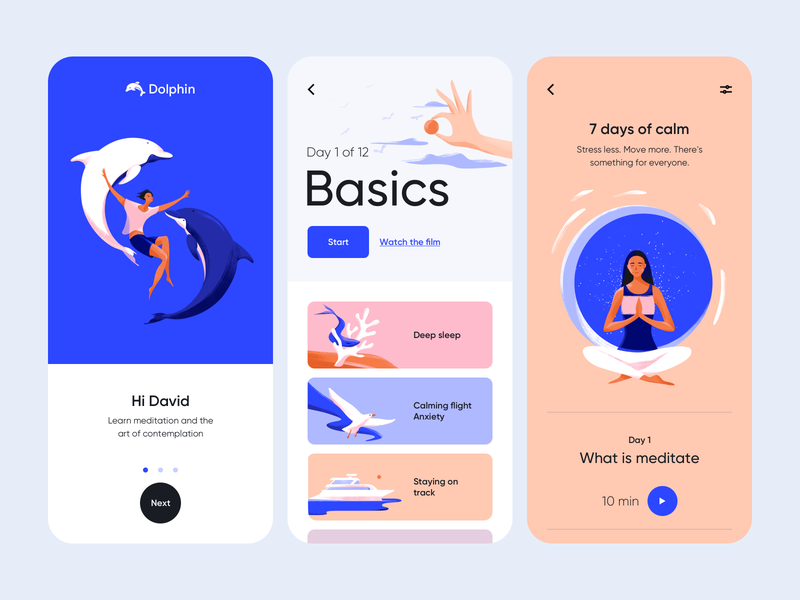 Dolphin
Hi David
Learn meditation and the
art of contemplation
Next
Day 1 of 12
Basics
Start
Watch the film
Deep sleep
Calming flight
Anxiety
Staying on
track
7 days of calm
Stress less. Move more. There's
something for everyone.
Day 1
What is meditate
10 min